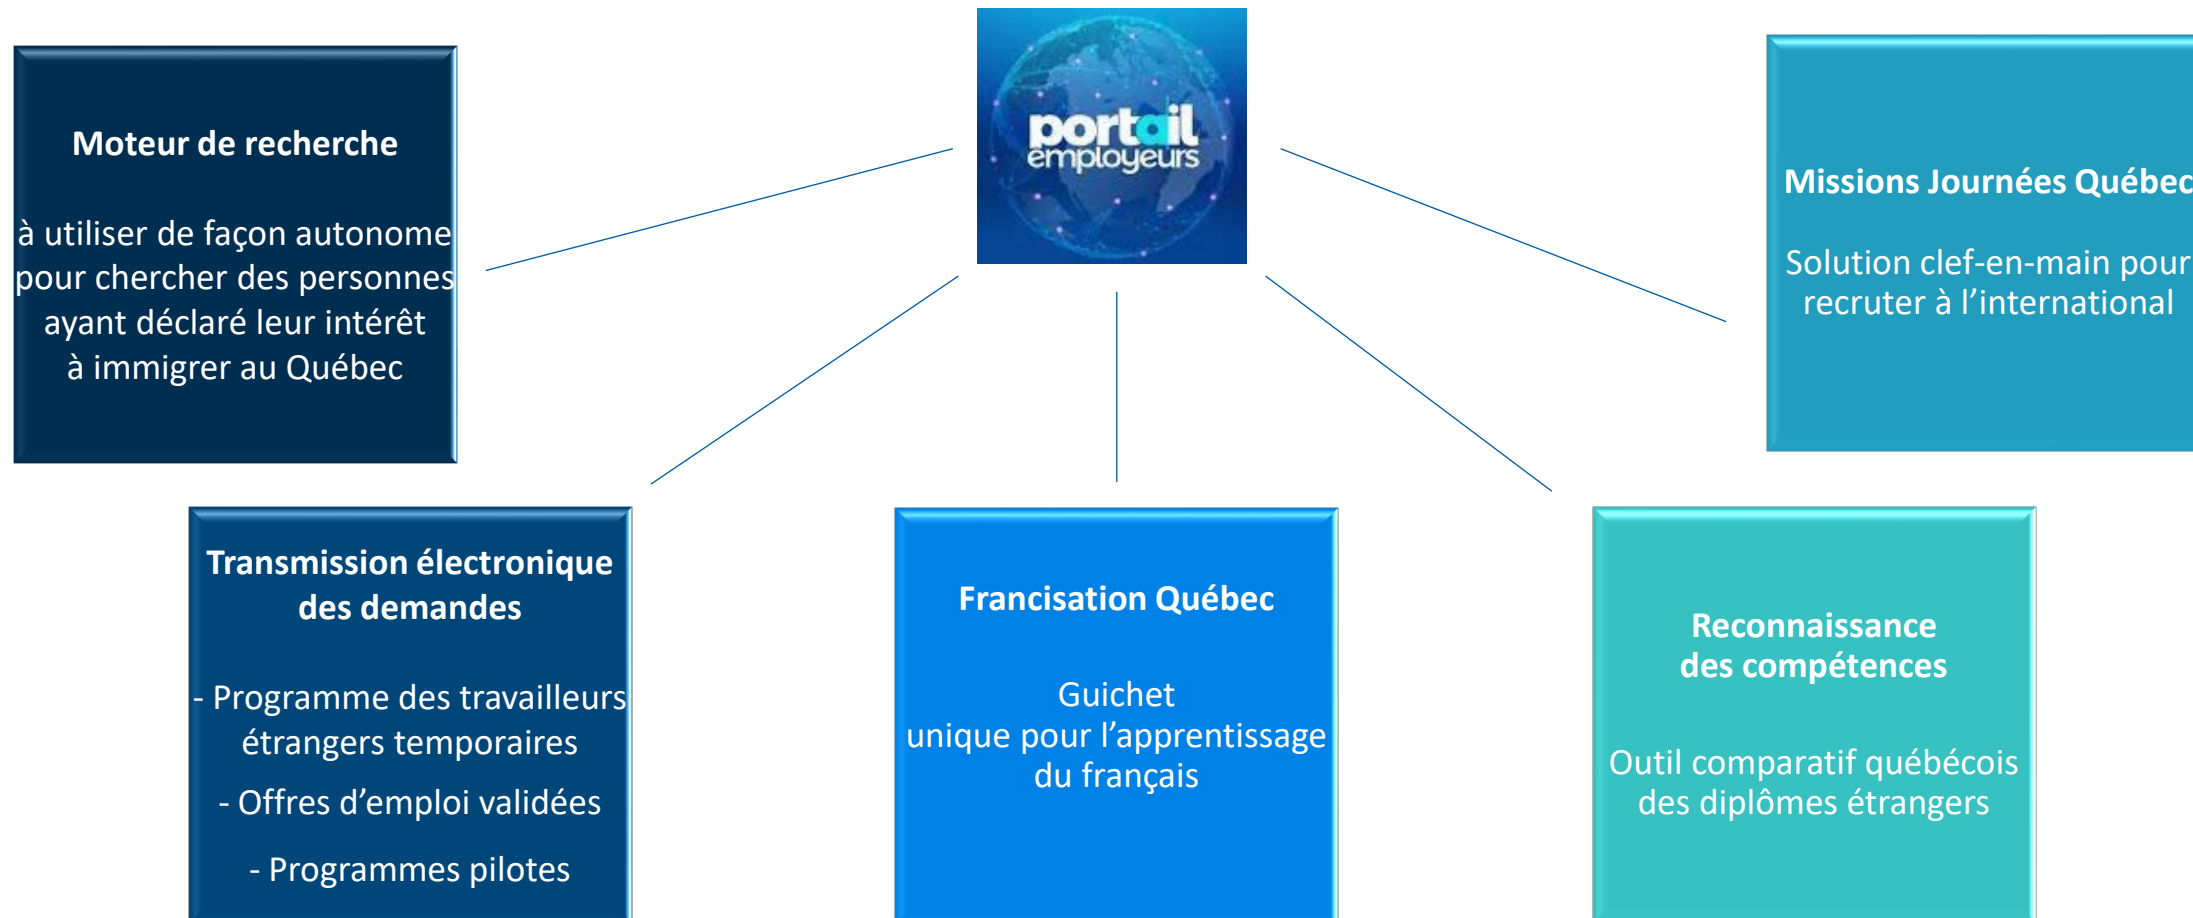 portail
employeurs
Moteur de recherche
à utiliser de façon autonome
pour chercher des personnes
ayant déclaré leur intérêt
à immigrer au Québec
Missions Journées Québec
Solution clef-en-main pour
recruter à l’international
Transmission électronique
des demandes
- Programme des travailleurs
étrangers temporaires
- Offres d’emploi validées
- Programmes pilotes
Francisation Québec
Guichet
unique pour l’apprentissage
du français
Reconnaissance
des compétences
Outil comparatif québécois
des diplômes étrangers